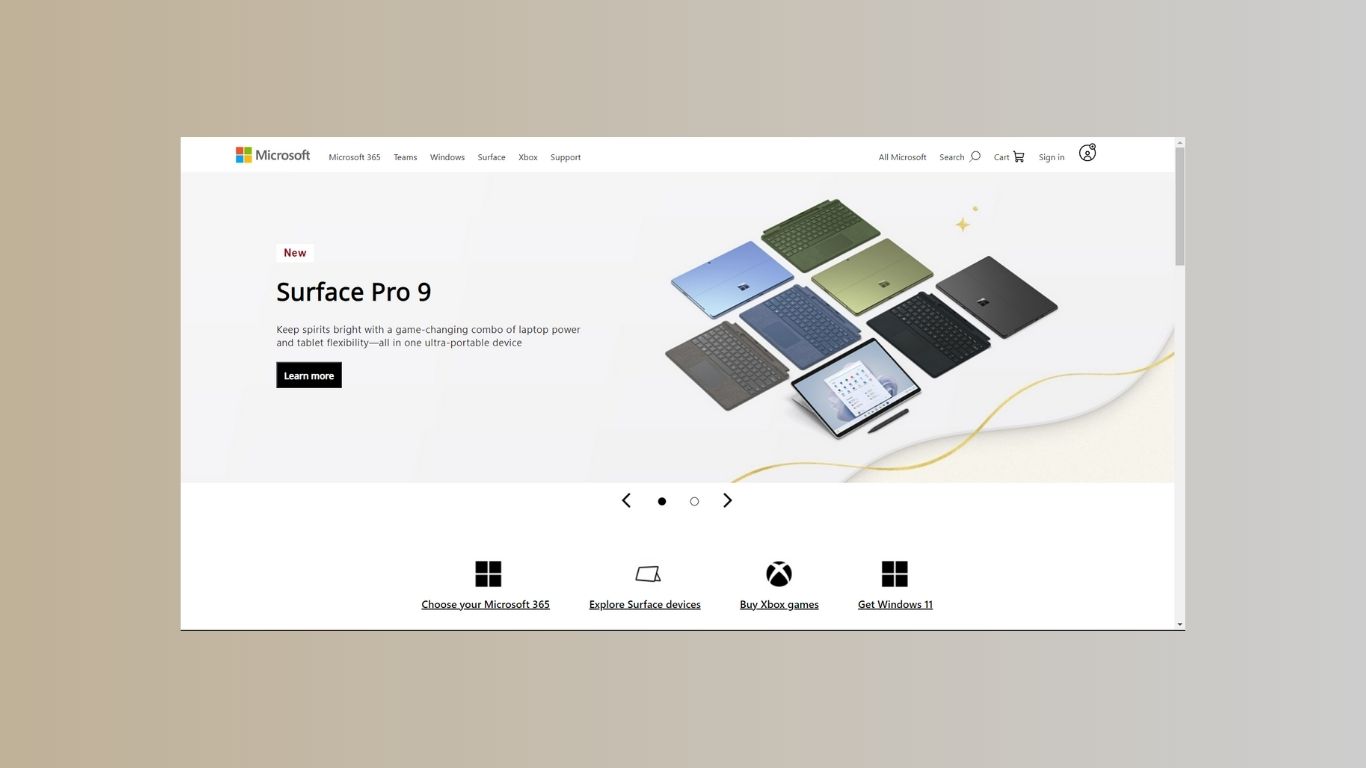 Microsoft
Microsoft 365 Teams Windows Surface Xbox Support
All Microsoft Search Cart Sign in
New
Surface Pro 9
Keep spirits bright with a game-changing combo of laptop power
and tablet flexibility—all in one ultra-portable device
Learn more
Choose your Microsoft 365
Explore Surface devices
Buy Xbox games
Get Windows 11